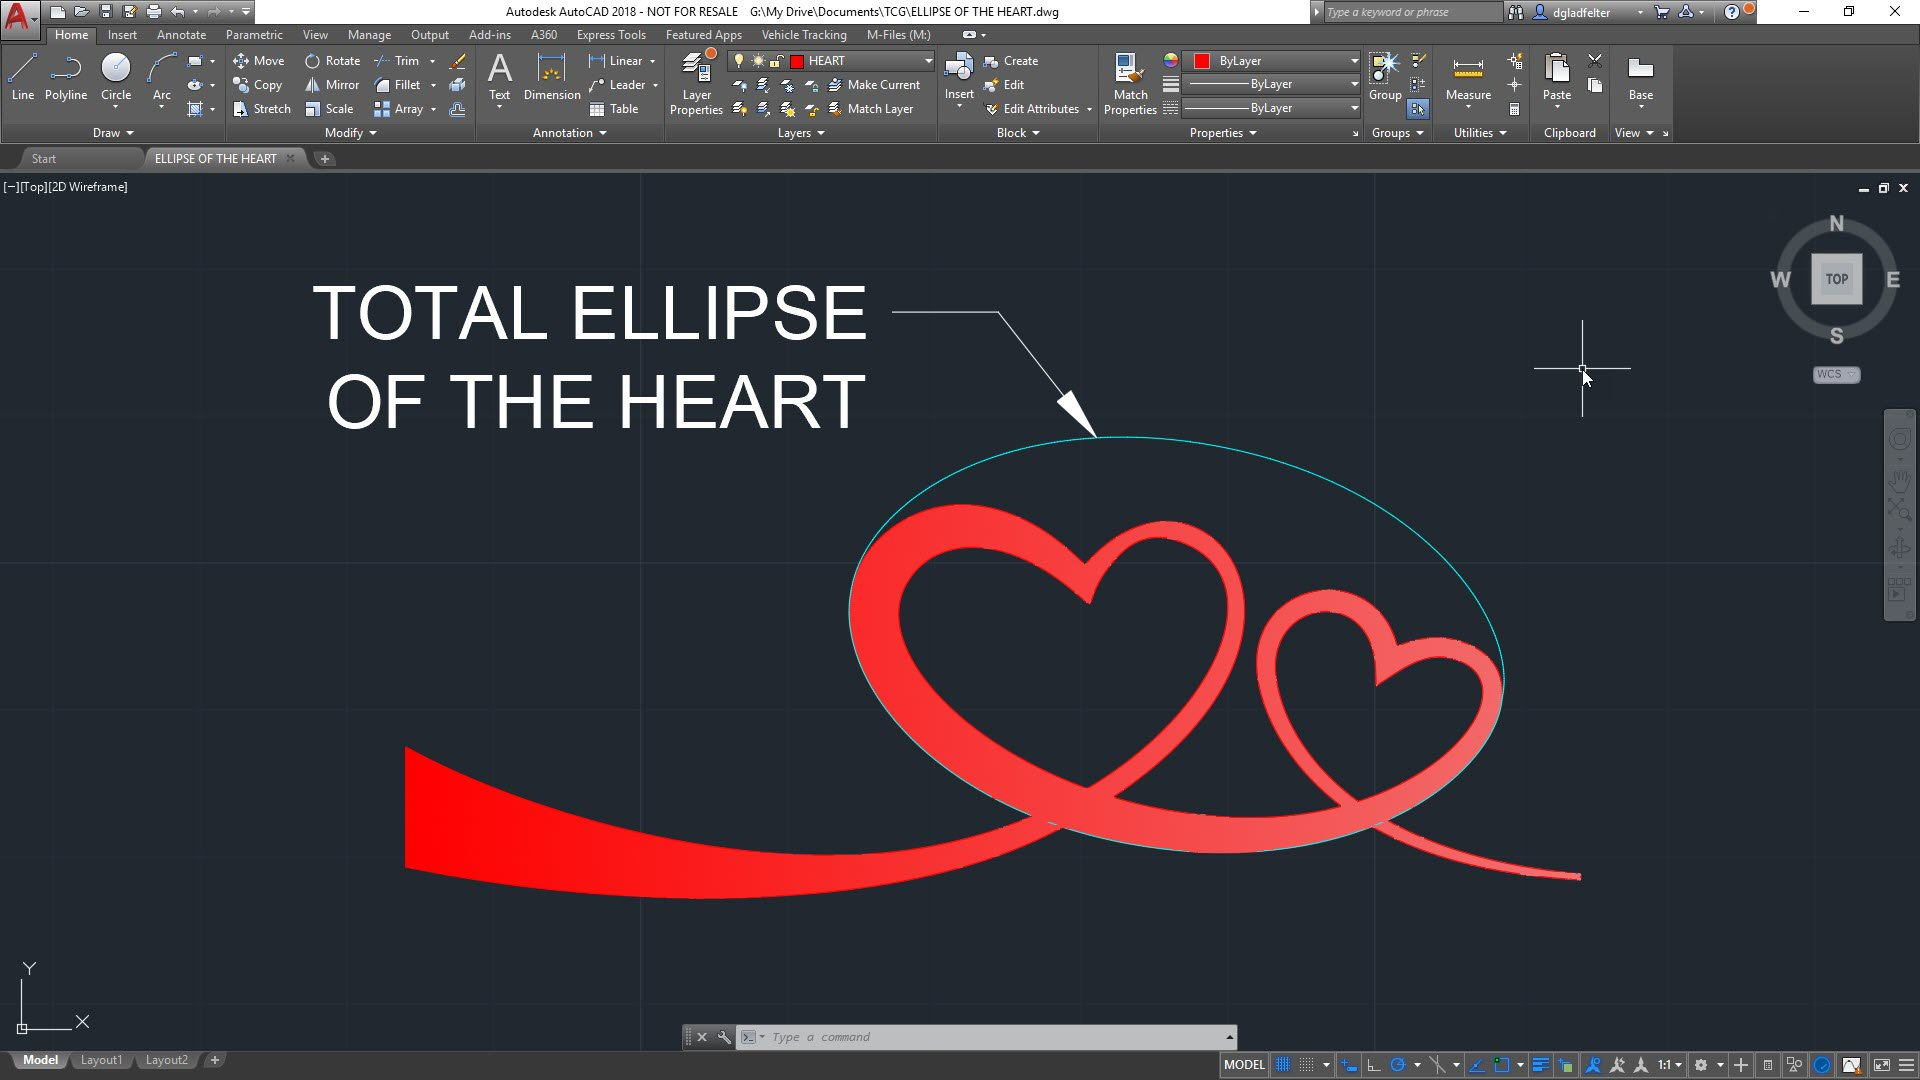 Autodesk AutoCAD 2018 - NOT FOR RESALE G:\My Drive\Documents\TCG\ELLIPSE OF THE HEART.dwg
Type a keyword or phrase
dgladfelter
Home Insert Annotate Parametric View Manage Output Add-ins A360 Express Tools Featured Apps Vehicle Tracking M-Files (M:)
Line Polyline Circle Arc
Move Rotate Trim
Copy Mirror Fillet
Stretch Scale Array
Text Dimension
Linear
Leader
Table
Layer Properties
HEART
Make Current
Match Layer
Insert
Create
Edit
Edit Attributes
Match Properties
ByLayer
ByLayer
ByLayer
Group
Measure
Paste
Base
Draw Modify Annotation Layers Block Properties Groups Utilities Clipboard View
Start ELLIPSE OF THE HEART
[−][Top][2D Wireframe]
N
W TOP E
S
WCS
TOTAL ELLIPSE
OF THE HEART
Y
X
Type a command
Model Layout1 Layout2
MODEL 1:1